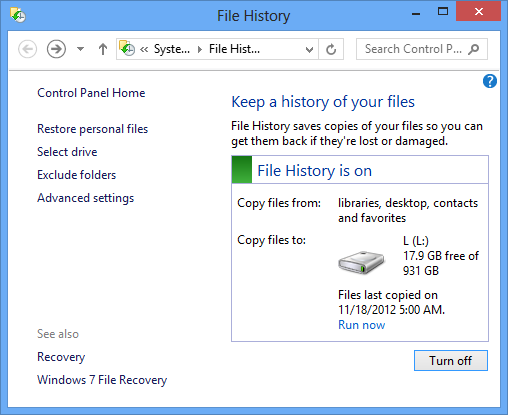 File History
« Syste... File Hist...
Search Control P...
Control Panel Home
Restore personal files
Select drive
Exclude folders
Advanced settings
See also
Recovery
Windows 7 File Recovery
Keep a history of your files
File History saves copies of your files so you can
get them back if they're lost or damaged.
File History is on
Copy files from: libraries, desktop, contacts
and favorites
Copy files to: L (L:)
17.9 GB free of
931 GB
Files last copied on
11/18/2012 5:00 AM.
Run now
Turn off